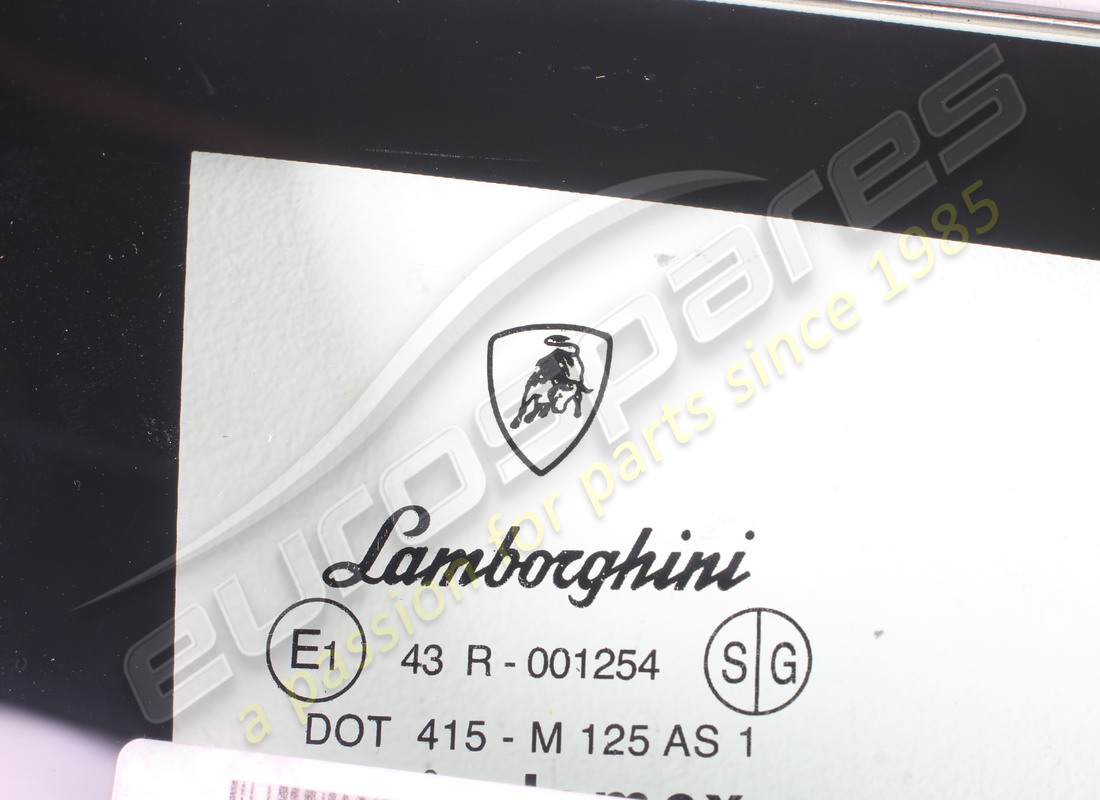 Lamborghini
E1 43 R - 001254 S G
DOT 415 - M 125 AS 1
eurospares
a passion for parts since 1985